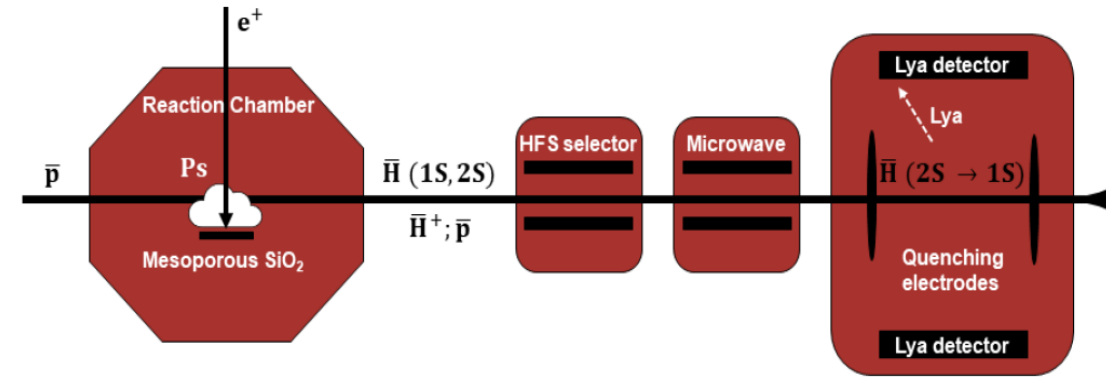 e⁺
Reaction Chamber
p̅
Ps
Mesoporous SiO₂
H̅ (1S, 2S)
H̅⁺; p̅
HFS selector
Microwave
Lya detector
Lya
H̅ (2S → 1S)
Quenching
electrodes
Lya detector